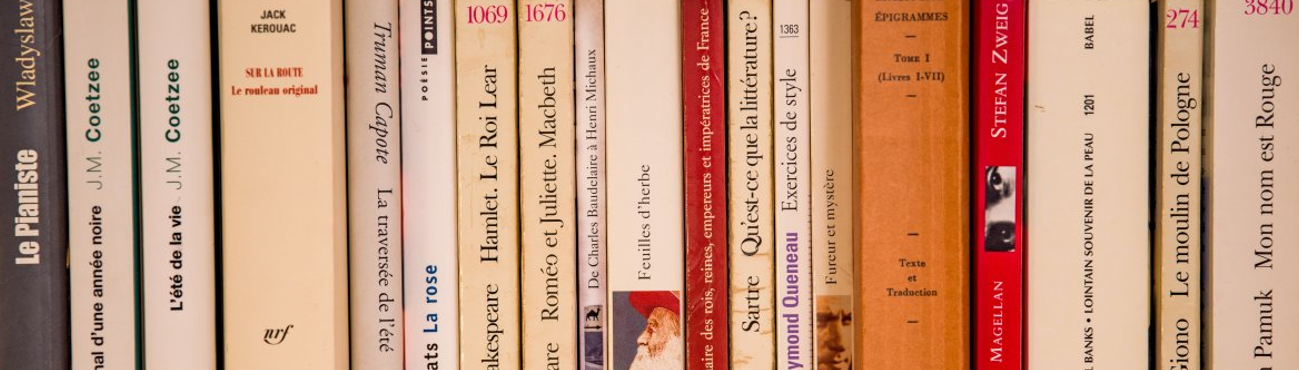 Le Pianiste Wladyslaw
nal d'une année noire J.M. Coetzee
L'été de la vie J.M. Coetzee
JACK
KEROUAC
SUR LA ROUTE
Le rouleau original
nrf
Truman Capote La traversée de l'été
ats La rose POÉSIE POINTS
1069
akespeare Hamlet. Le Roi Lear
1676
are Roméo et Juliette. Macbeth
De Charles Baudelaire à Henri Michaux
Feuilles d'herbe
naire des rois, reines, empereurs et impératrices de France
Sartre Qu'est-ce que la littérature?
1363
ymond Queneau Exercices de style
Fureur et mystère
ÉPIGRAMMES
TOME I
(Livres I-VII)
Texte
et
Traduction
MAGELLAN STEFAN ZWEIG
L BANKS • LOINTAIN SOUVENIR DE LA PEAU 1201 BABEL
274
Giono Le moulin de Pologne
3840
Pamuk Mon nom est Rouge